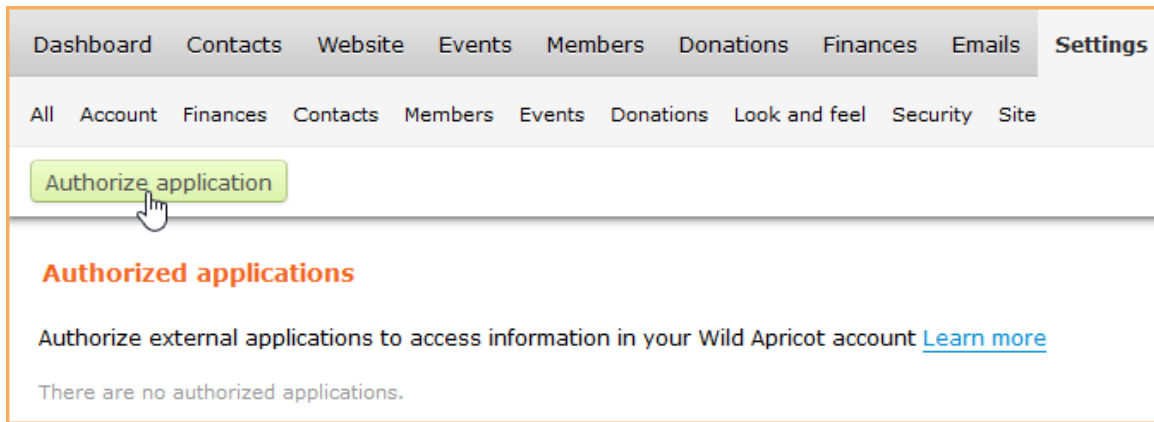 Dashboard Contacts Website Events Members Donations Finances Emails Settings
All Account Finances Contacts Members Events Donations Look and feel Security Site
Authorize application
Authorized applications
Authorize external applications to access information in your Wild Apricot account Learn more
There are no authorized applications.